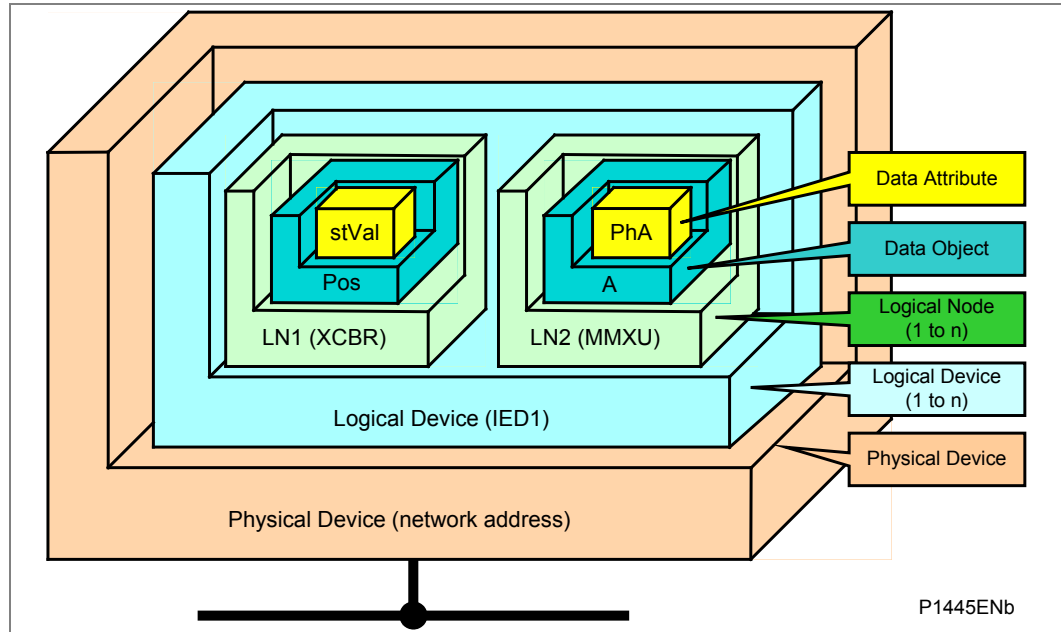 stVal
Pos
LN1 (XCBR)
PhA
A
LN2 (MMXU)
Logical Device (IED1)
Physical Device (network address)
Data Attribute
Data Object
Logical Node
(1 to n)
Logical Device
(1 to n)
Physical Device
P1445ENb